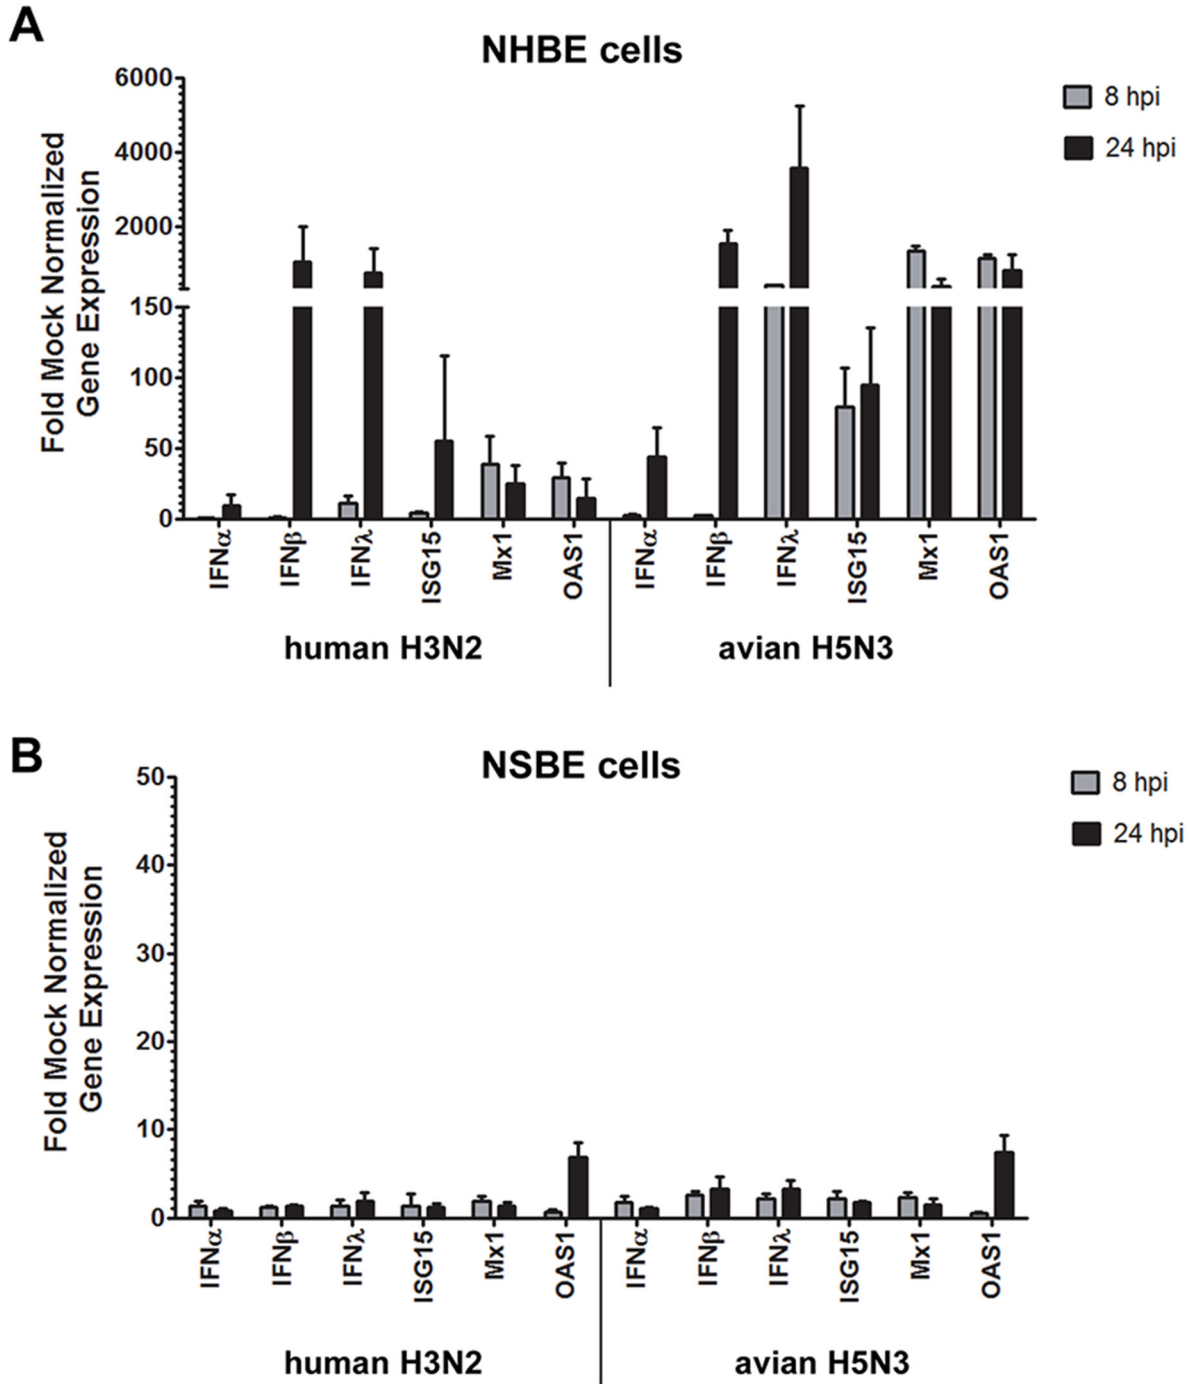 A
NHBE cells
Fold Mock Normalized
Gene Expression
6000
4000
2000
150
100
50
0
8 hpi
24 hpi
IFNα
IFNβ
IFNλ
ISG15
Mx1
OAS1
IFNα
IFNβ
IFNλ
ISG15
Mx1
OAS1
human H3N2
avian H5N3
B
NSBE cells
Fold Mock Normalized
Gene Expression
50
40
30
20
10
0
8 hpi
24 hpi
IFNα
IFNβ
IFNλ
ISG15
Mx1
OAS1
IFNα
IFNβ
IFNλ
ISG15
Mx1
OAS1
human H3N2
avian H5N3